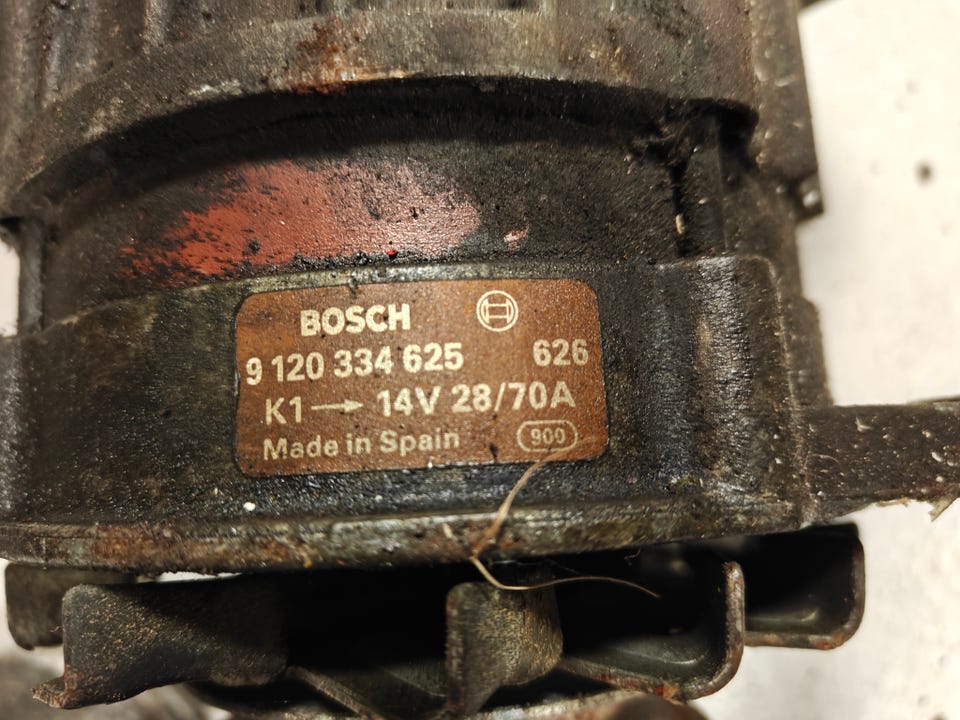 BOSCH
9 120 334 625 626
K1→ 14V 28/70A
Made in Spain 900